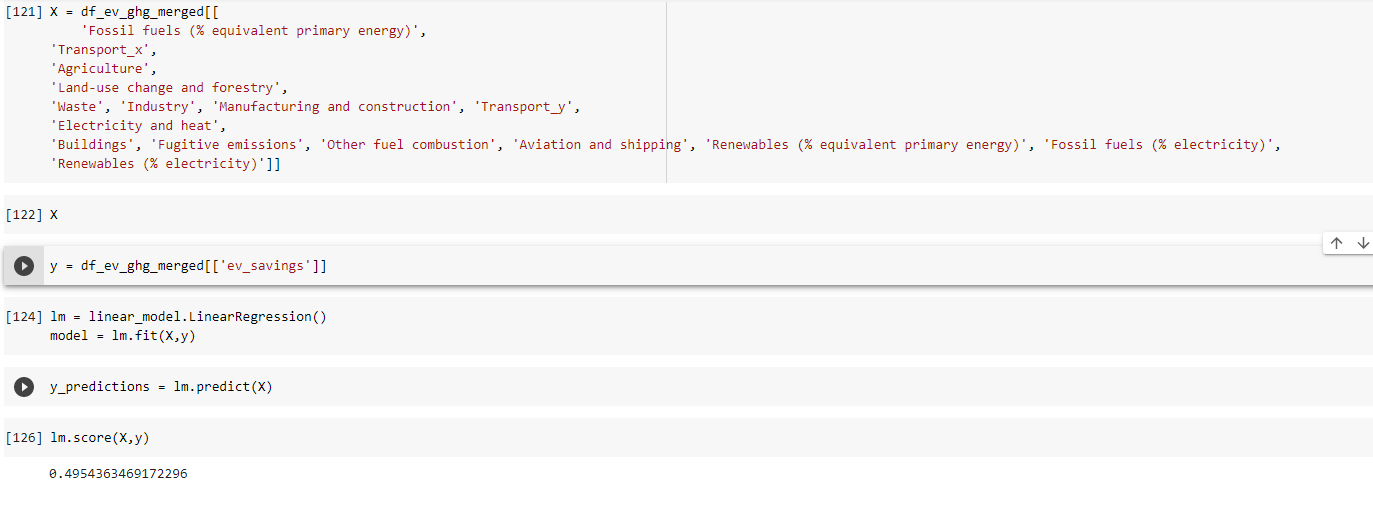 [121] X = df_ev_ghg_merged[[
'Fossil fuels (% equivalent primary energy)',
'Transport_x',
'Agriculture',
'Land-use change and forestry',
'Waste', 'Industry', 'Manufacturing and construction', 'Transport_y',
'Electricity and heat',
'Buildings', 'Fugitive emissions', 'Other fuel combustion', 'Aviation and shipping', 'Renewables (% equivalent primary energy)', 'Fossil fuels (% electricity)',
'Renewables (% electricity)']]
[122] X
y = df_ev_ghg_merged[['ev_savings']]
[124] lm = linear_model.LinearRegression()
model = lm.fit(X,y)
y_predictions = lm.predict(X)
[126] lm.score(X,y)
0.4954363469172296